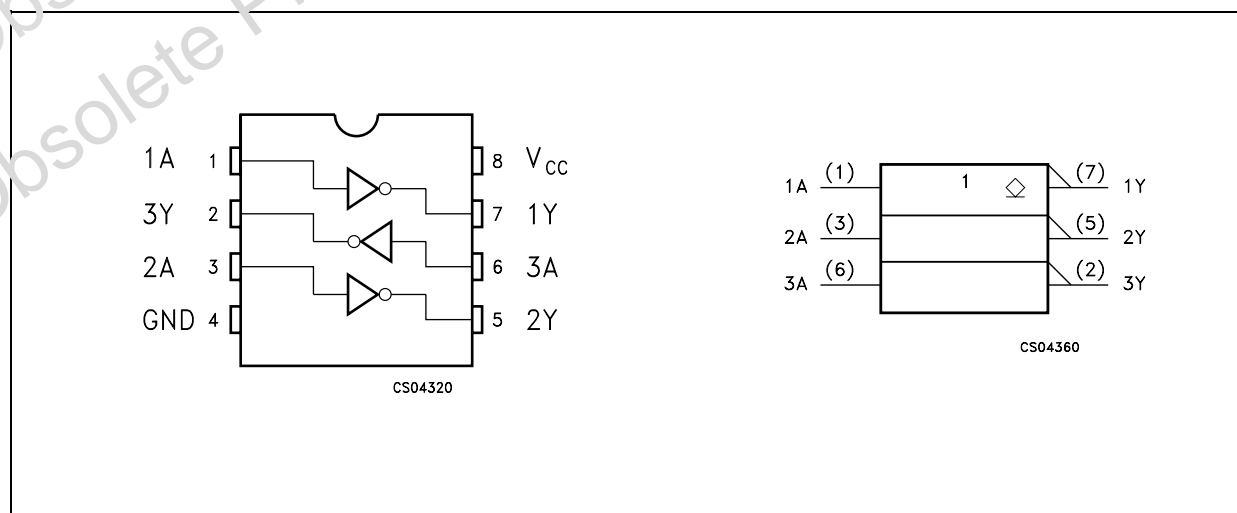 Obsolete
1A 1 8 VCC
3Y 2 7 1Y
2A 3 6 3A
GND 4 5 2Y
CS04320
1A (1) 1 (7) 1Y
2A (3) (5) 2Y
3A (6) (2) 3Y
CS04360